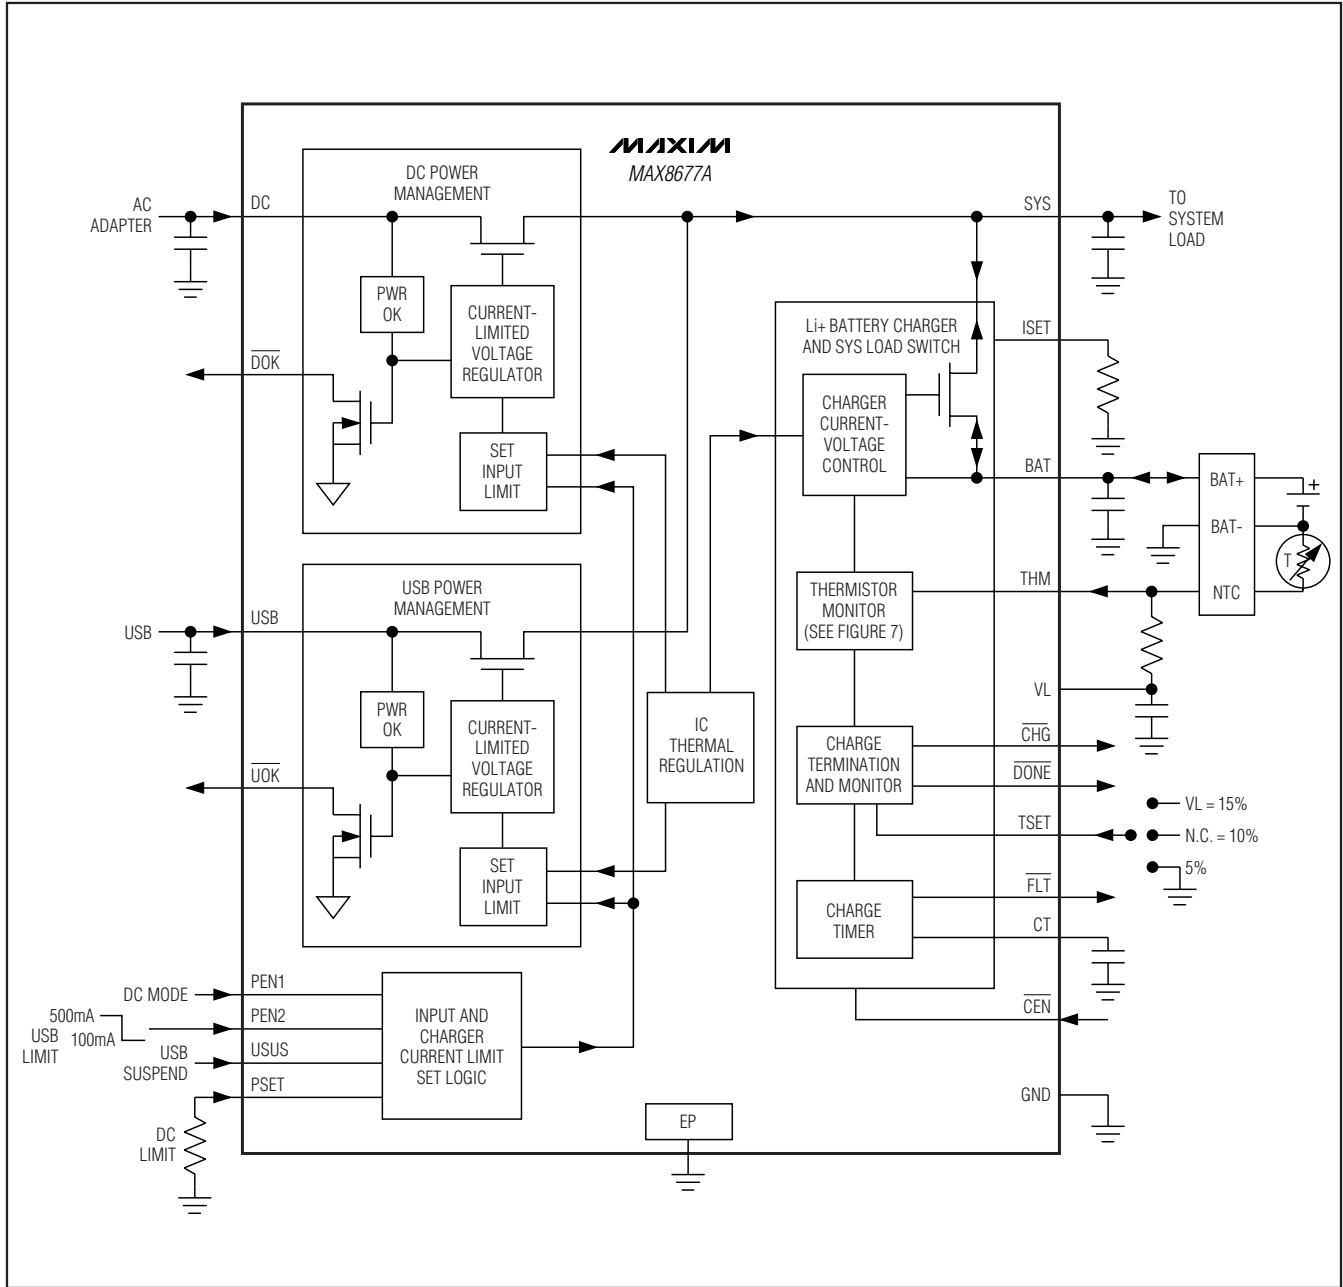 MAXIM
MAX8677A
DC POWER
MANAGEMENT
AC
ADAPTER
DC
PWR
OK
CURRENT-
LIMITED
VOLTAGE
REGULATOR
DOK
SET
INPUT
LIMIT
USB POWER
MANAGEMENT
USB
USB
PWR
OK
CURRENT-
LIMITED
VOLTAGE
REGULATOR
UOK
SET
INPUT
LIMIT
IC
THERMAL
REGULATION
DC MODE
PEN1
500mA
USB
LIMIT
100mA
PEN2
USB
SUSPEND
USUS
PSET
DC
LIMIT
INPUT AND
CHARGER
CURRENT LIMIT
SET LOGIC
EP
SYS
TO
SYSTEM
LOAD
Li+ BATTERY CHARGER
AND SYS LOAD SWITCH
ISET
CHARGER
CURRENT-
VOLTAGE
CONTROL
BAT
BAT+
+
BAT-
T
NTC
THM
THERMISTOR
MONITOR
(SEE FIGURE 7)
VL
CHARGE
TERMINATION
AND MONITOR
CHG
DONE
TSET
VL = 15%
N.C. = 10%
5%
CHARGE
TIMER
FLT
CT
CEN
GND